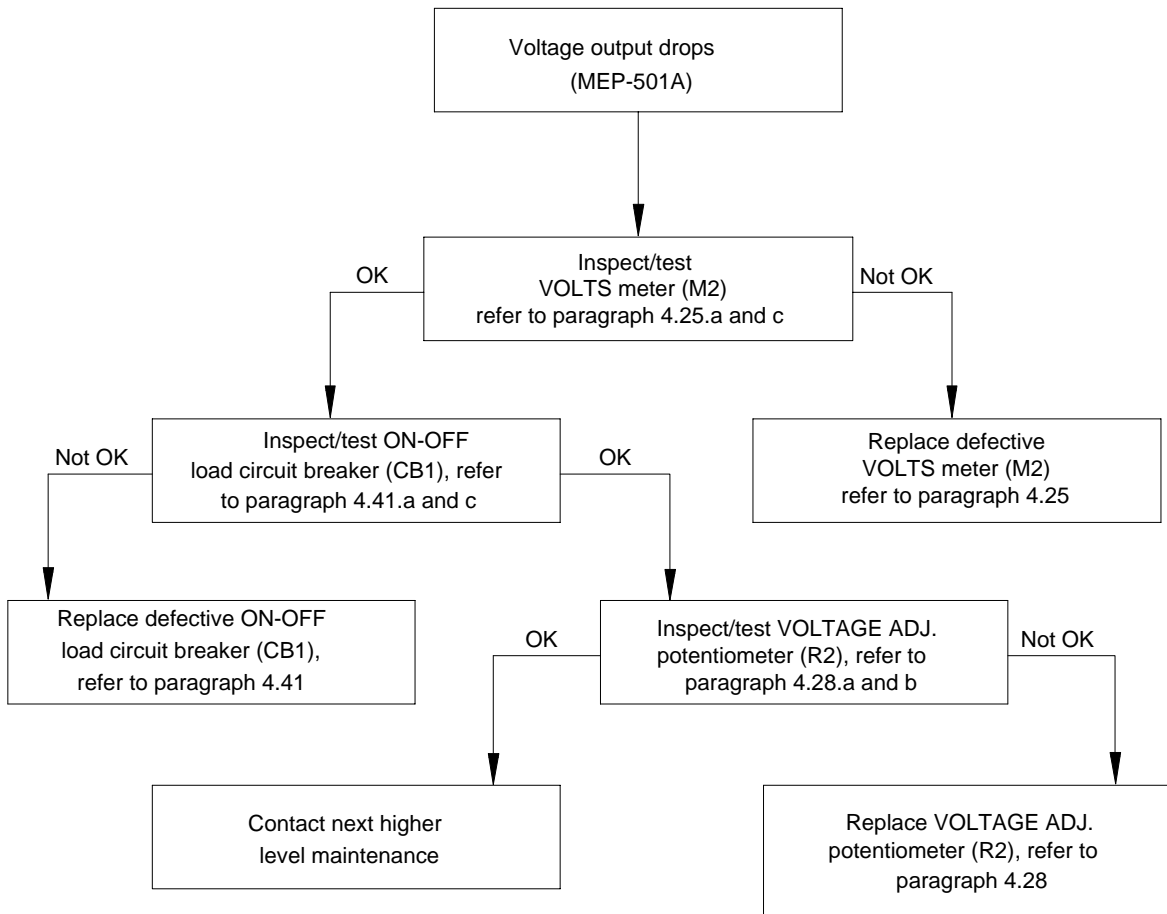 Voltage output drops
(MEP-501A)
Inspect/test
VOLTS meter (M2)
refer to paragraph 4.25.a and c
OK
Not OK
Inspect/test ON-OFF
load circuit breaker (CB1), refer
to paragraph 4.41.a and c
Not OK
OK
Replace defective
VOLTS meter (M2)
refer to paragraph 4.25
Replace defective ON-OFF
load circuit breaker (CB1),
refer to paragraph 4.41
Inspect/test VOLTAGE ADJ.
potentiometer (R2), refer to
paragraph 4.28.a and b
OK
Not OK
Contact next higher
level maintenance
Replace VOLTAGE ADJ.
potentiometer (R2), refer to
paragraph 4.28